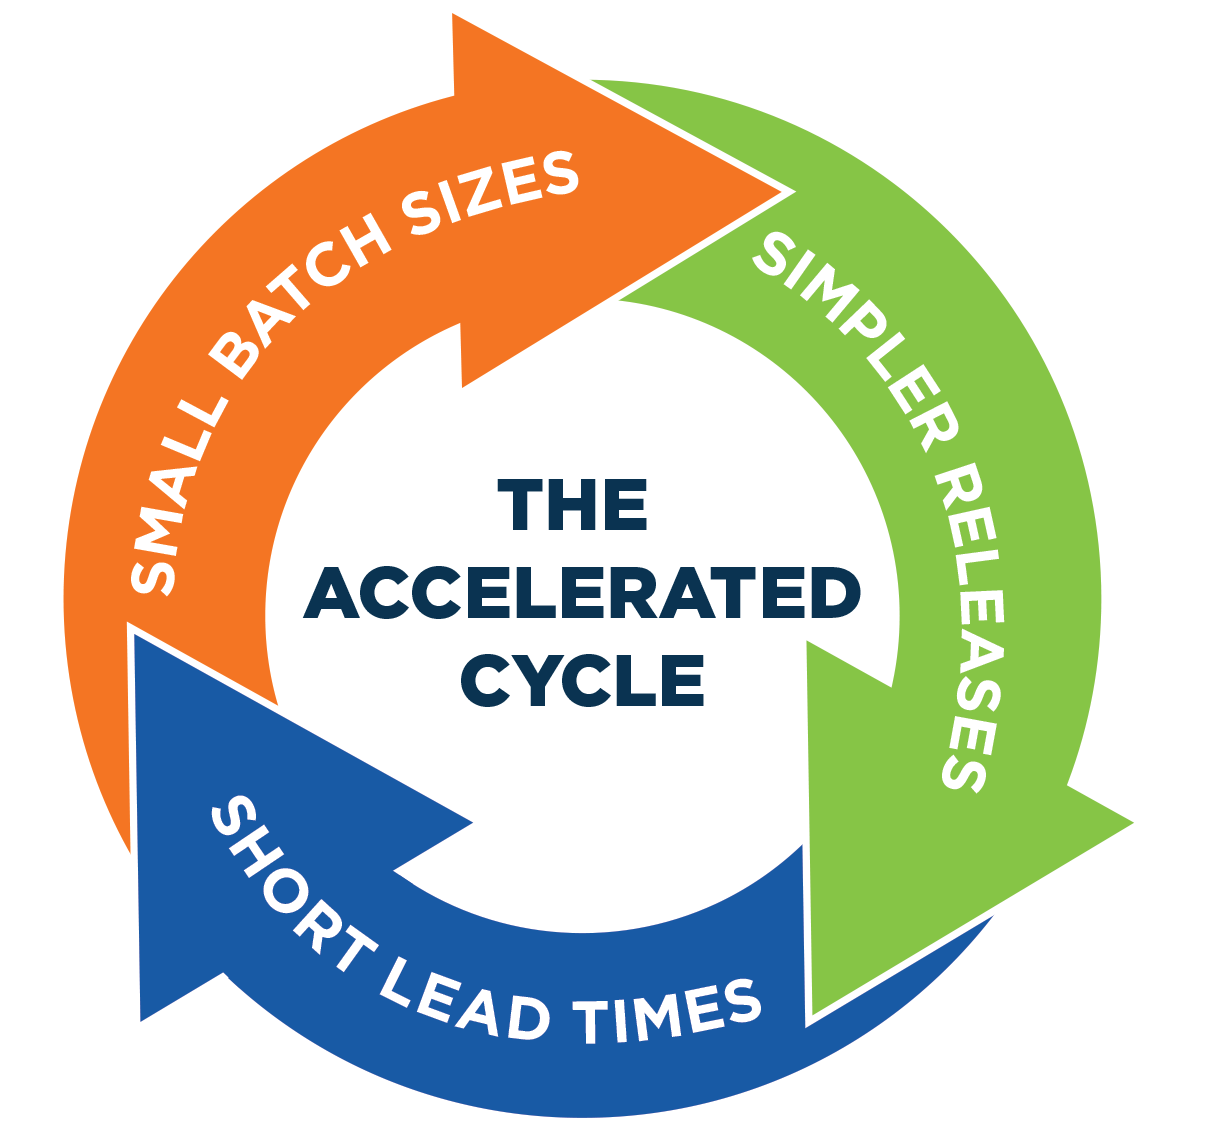 SMALL BATCH SIZES
SIMPLER RELEASES
THE
ACCELERATED
CYCLE
SHORT LEAD TIMES